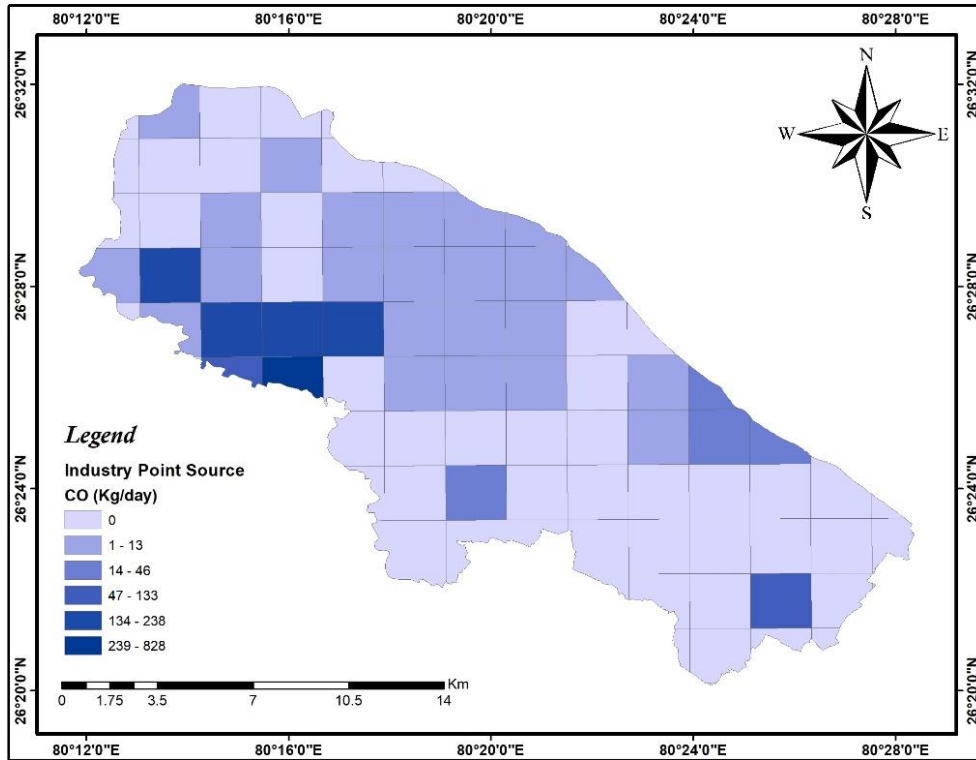 80°12'0"E 80°16'0"E 80°20'0"E 80°24'0"E 80°28'0"E
26°32'0"N 26°32'0"N
N
W E
S
26°28'0"N 26°28'0"N
26°24'0"N 26°24'0"N
Legend
Industry Point Source
CO (Kg/day)
0
1 - 13
14 - 46
47 - 133
134 - 238
239 - 828
Km
0 1.75 3.5 7 10.5 14
26°20'0"N 26°20'0"N
80°12'0"E 80°16'0"E 80°20'0"E 80°24'0"E 80°28'0"E